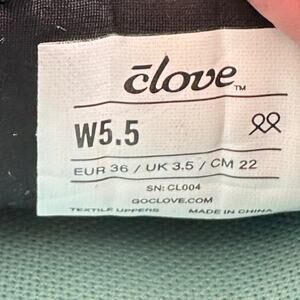 clove™
W5.5
EUR 36 / UK 3.5 / CM 22
SN: CL004
GOCLOVE.COM
TEXTILE UPPERS MADE IN CHINA